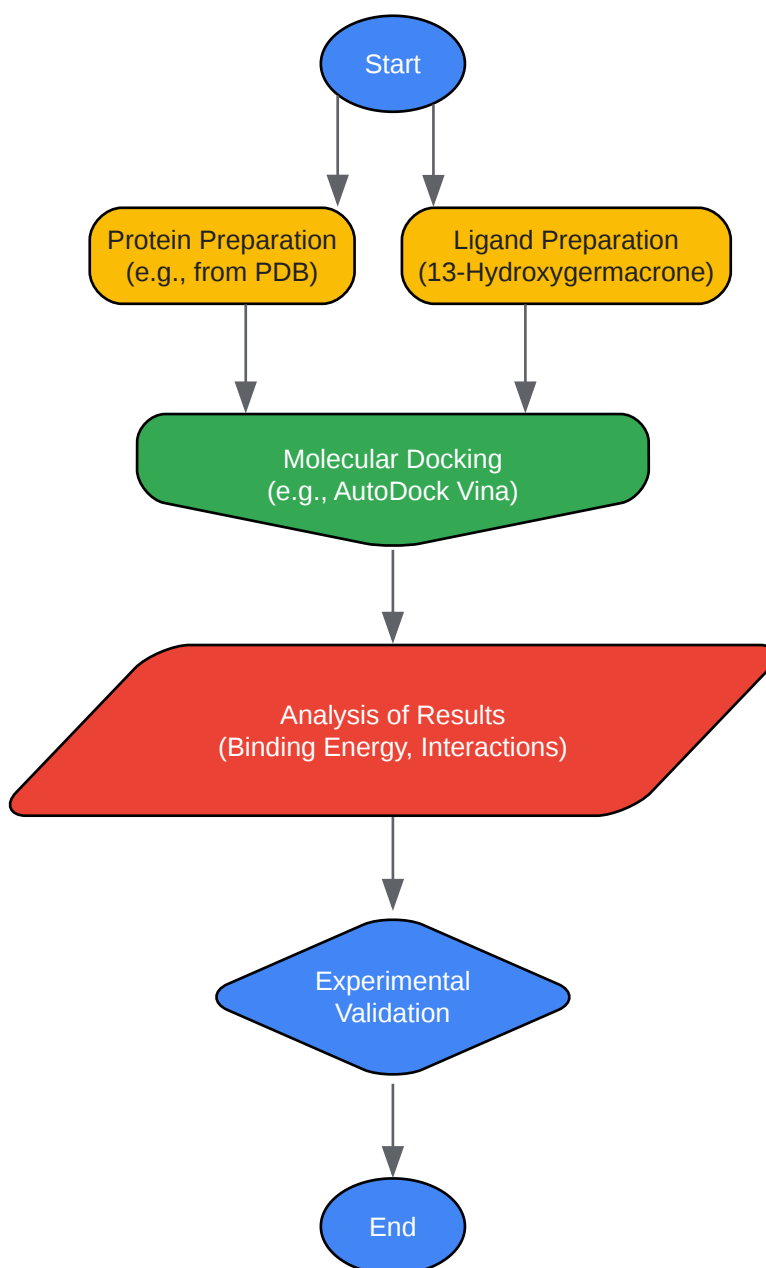 Start
Protein Preparation
(e.g., from PDB)
Ligand Preparation
(13-Hydroxygermacrone)
Molecular Docking
(e.g., AutoDock Vina)
Analysis of Results
(Binding Energy, Interactions)
Experimental
Validation
End